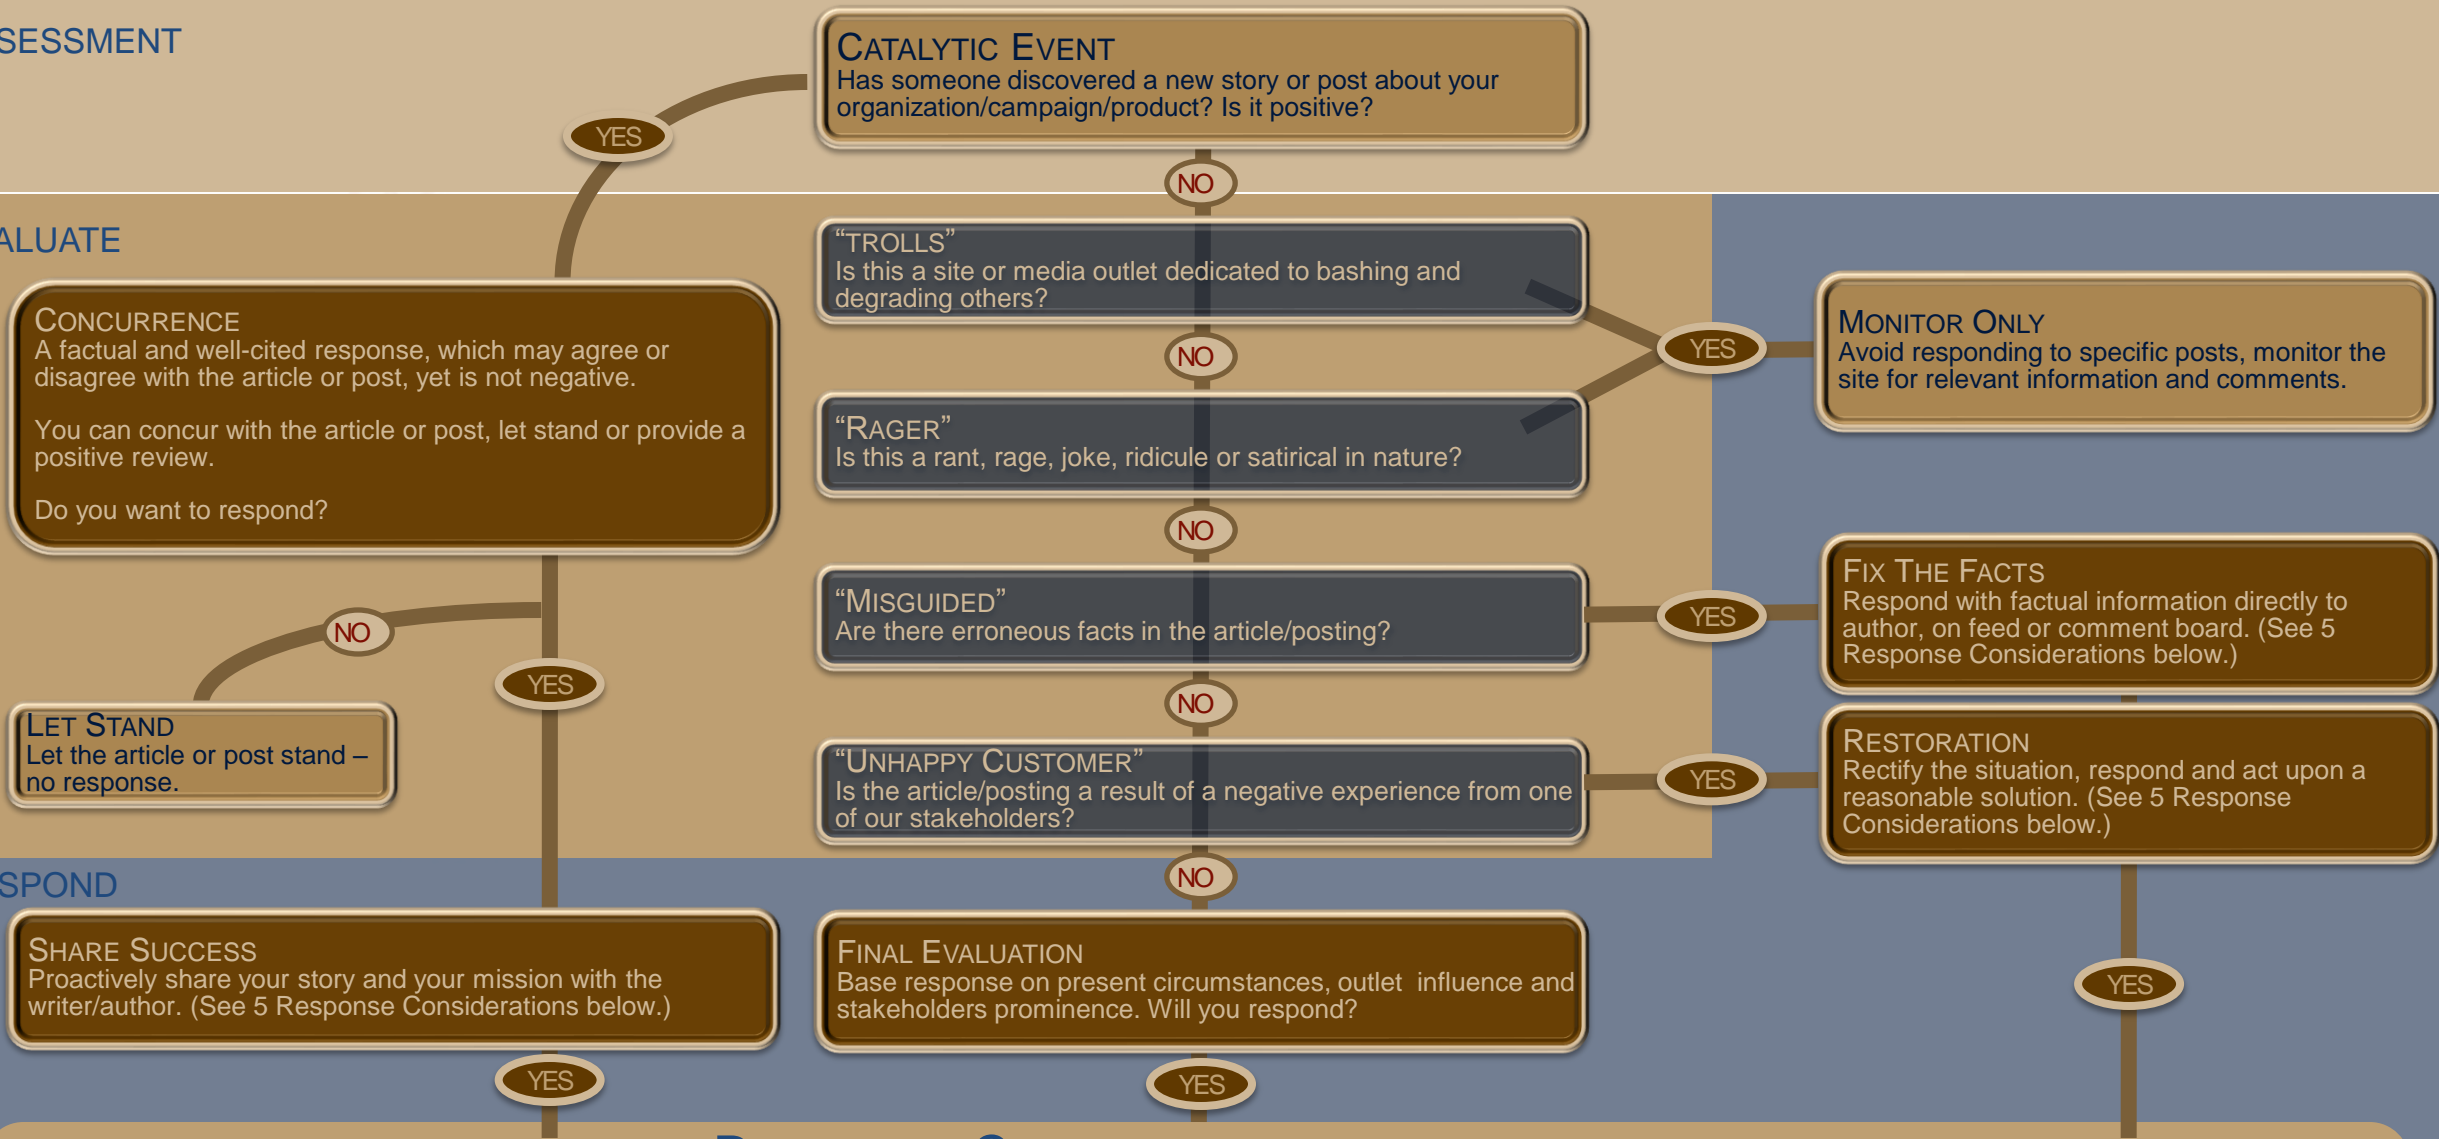 SESSMENT
CATALYTIC EVENT
Has someone discovered a new story or post about your
organization/campaign/product? Is it positive?
YES
NO
ALUATE
“TROLLS”
Is this a site or media outlet dedicated to bashing and
degrading others?
CONCURRENCE
A factual and well-cited response, which may agree or
disagree with the article or post, yet is not negative.
You can concur with the article or post, let stand or provide a
positive review.
Do you want to respond?
NO
YES
MONITOR ONLY
Avoid responding to specific posts, monitor the
site for relevant information and comments.
“RAGER”
Is this a rant, rage, joke, ridicule or satirical in nature?
NO
“MISGUIDED”
Are there erroneous facts in the article/posting?
YES
FIX THE FACTS
Respond with factual information directly to
author, on feed or comment board. (See 5
Response Considerations below.)
NO
YES
NO
LET STAND
Let the article or post stand –
no response.
“UNHAPPY CUSTOMER”
Is the article/posting a result of a negative experience from one
of our stakeholders?
YES
RESTORATION
Rectify the situation, respond and act upon a
reasonable solution. (See 5 Response
Considerations below.)
NO
SPOND
SHARE SUCCESS
Proactively share your story and your mission with the
writer/author. (See 5 Response Considerations below.)
FINAL EVALUATION
Base response on present circumstances, outlet influence and
stakeholders prominence. Will you respond?
YES
YES
YES